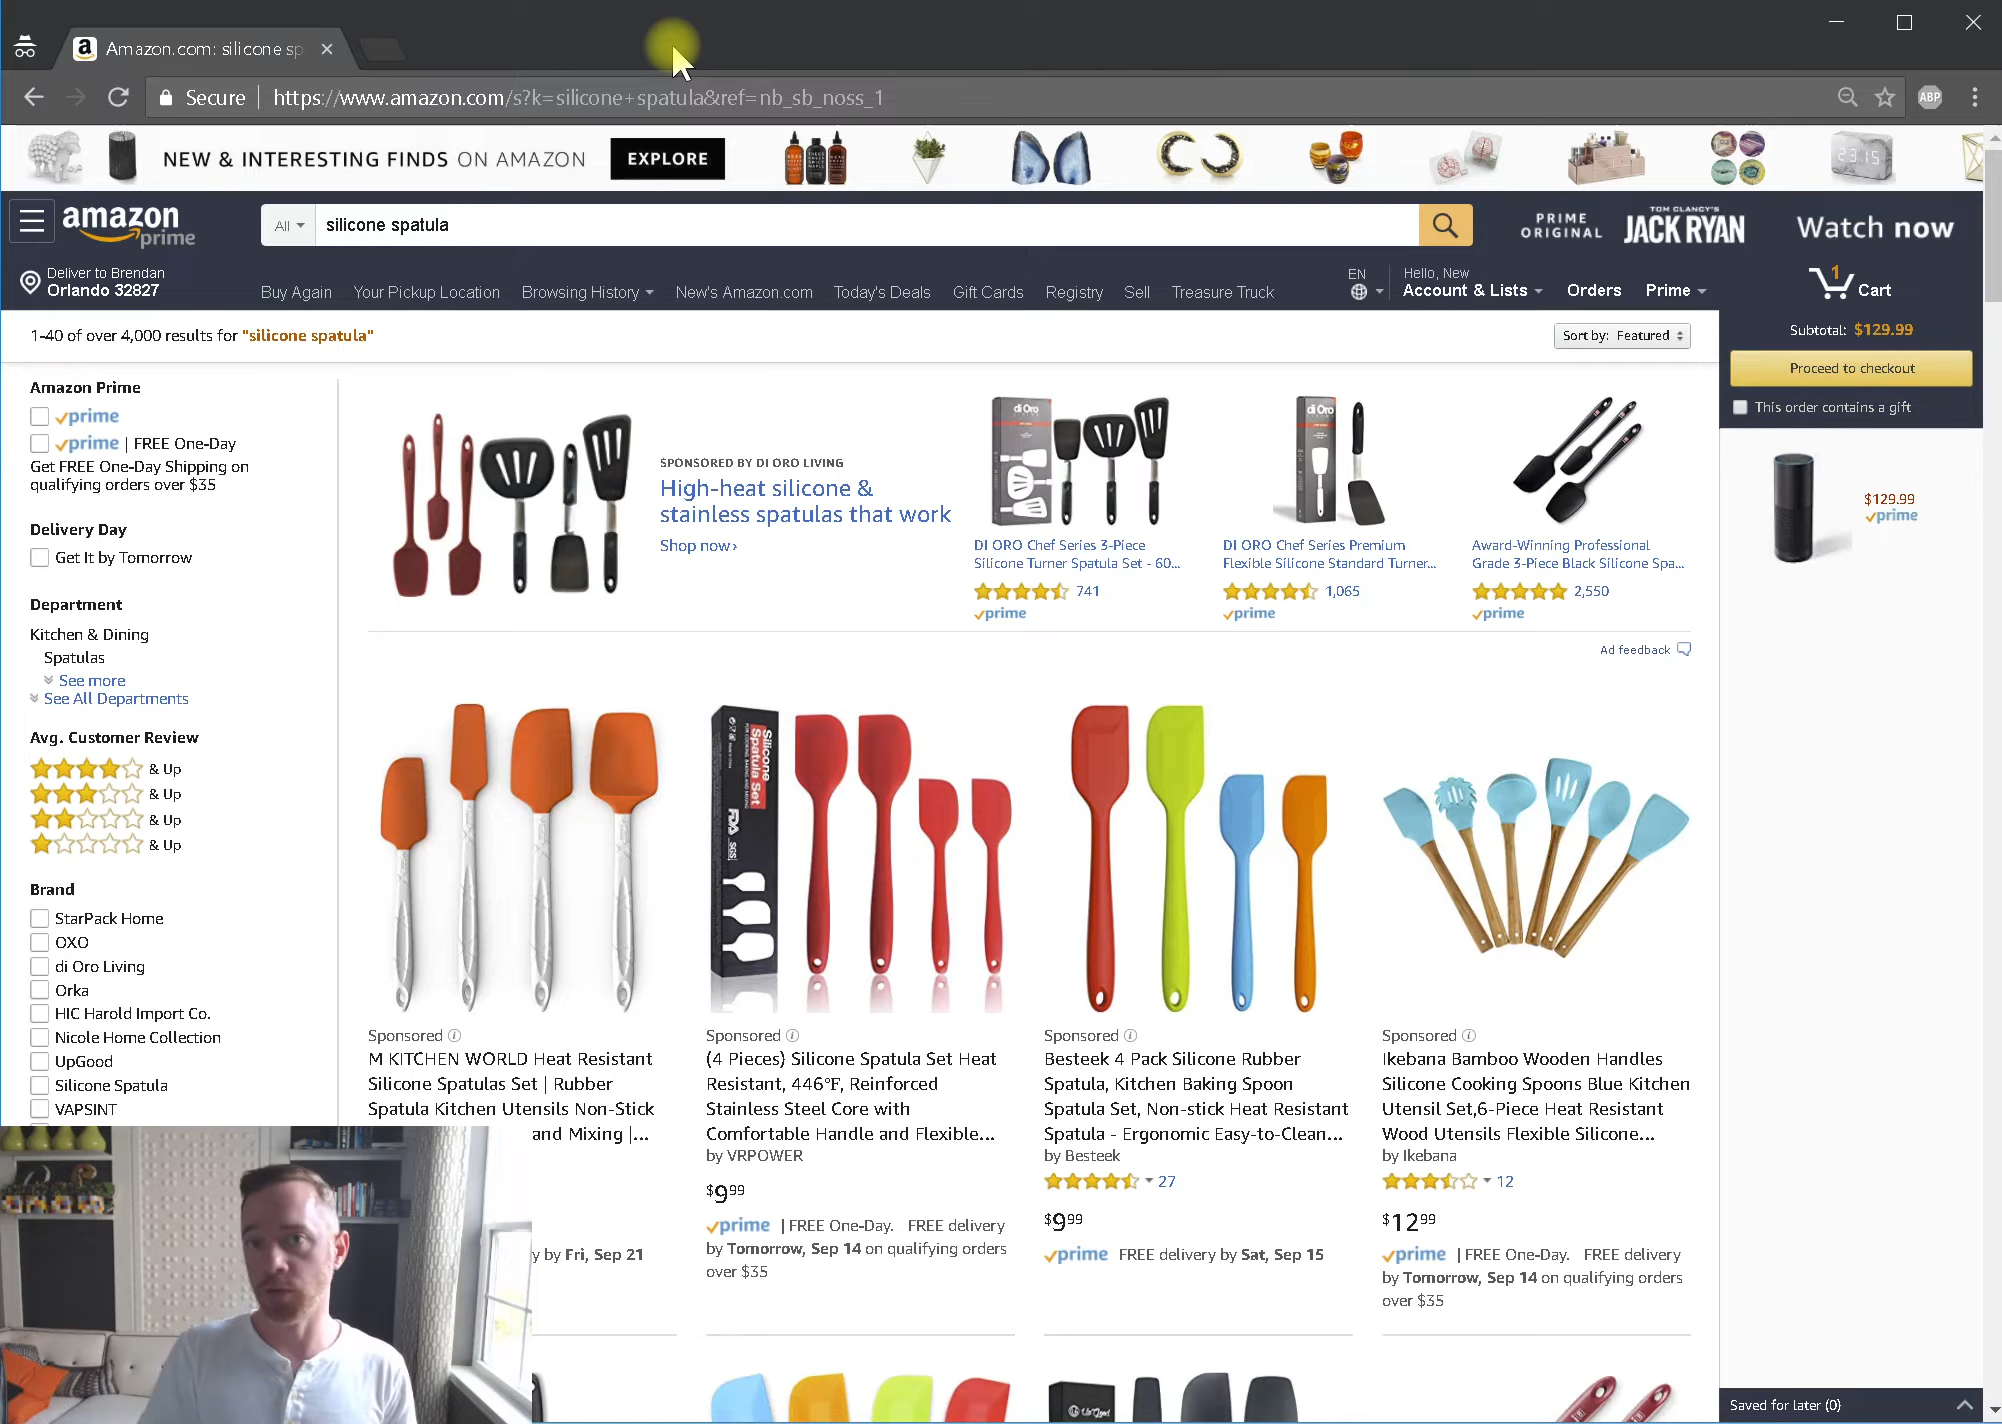 Amazon.com: silicone sp
Secure
https://www.amazon.com/s?k=silicone+spatula&ref=nb_sb_noss_1
ABP
NEW & INTERESTING FINDS ON AMAZON
EXPLORE
23:15
amazon
prime
All
silicone spatula
PRIME
ORIGINAL
TOM CLANCY'S
JACK RYAN
Watch now
Deliver to Brendan
Orlando 32827
Buy Again
Your Pickup Location
Browsing History
New's Amazon.com
Today's Deals
Gift Cards
Registry
Sell
Treasure Truck
EN
Hello, New
Account & Lists
Orders
Prime
1
Cart
1-40 of over 4,000 results for "silicone spatula"
Sort by: Featured
Subtotal: $129.99
Proceed to checkout
This order contains a gift
$129.99
prime
Amazon Prime
prime
prime | FREE One-Day
Get FREE One-Day Shipping on
qualifying orders over $35
Delivery Day
Get It by Tomorrow
Department
Kitchen & Dining
Spatulas
See more
See All Departments
Avg. Customer Review
& Up
& Up
& Up
& Up
Brand
StarPack Home
OXO
di Oro Living
Orka
HIC Harold Import Co.
Nicole Home Collection
UpGood
Silicone Spatula
VAPSINT
SPONSORED BY DI ORO LIVING
High-heat silicone &
stainless spatulas that work
Shop now›
di Oro
DI ORO Chef Series 3-Piece
Silicone Turner Spatula Set - 60...
741
prime
di Oro
DI ORO Chef Series Premium
Flexible Silicone Standard Turner...
1,065
prime
Award-Winning Professional
Grade 3-Piece Black Silicone Spa...
2,550
prime
Ad feedback
Sponsored
M KITCHEN WORLD Heat Resistant
Silicone Spatulas Set | Rubber
Spatula Kitchen Utensils Non-Stick
and Mixing |...
y by Fri, Sep 21
Silicone
Spatula Set
FDA
SGS
Sponsored
(4 Pieces) Silicone Spatula Set Heat
Resistant, 446°F, Reinforced
Stainless Steel Core with
Comfortable Handle and Flexible...
by VRPOWER
$9 99
prime | FREE One-Day. FREE delivery
by Tomorrow, Sep 14 on qualifying orders
over $35
Sponsored
Besteek 4 Pack Silicone Rubber
Spatula, Kitchen Baking Spoon
Spatula Set, Non-stick Heat Resistant
Spatula - Ergonomic Easy-to-Clean...
by Besteek
27
$9 99
prime FREE delivery by Sat, Sep 15
Sponsored
Ikebana Bamboo Wooden Handles
Silicone Cooking Spoons Blue Kitchen
Utensil Set,6-Piece Heat Resistant
Wood Utensils Flexible Silicone...
by Ikebana
12
$12 99
prime | FREE One-Day. FREE delivery
by Tomorrow, Sep 14 on qualifying orders
over $35
Saved for later (0)